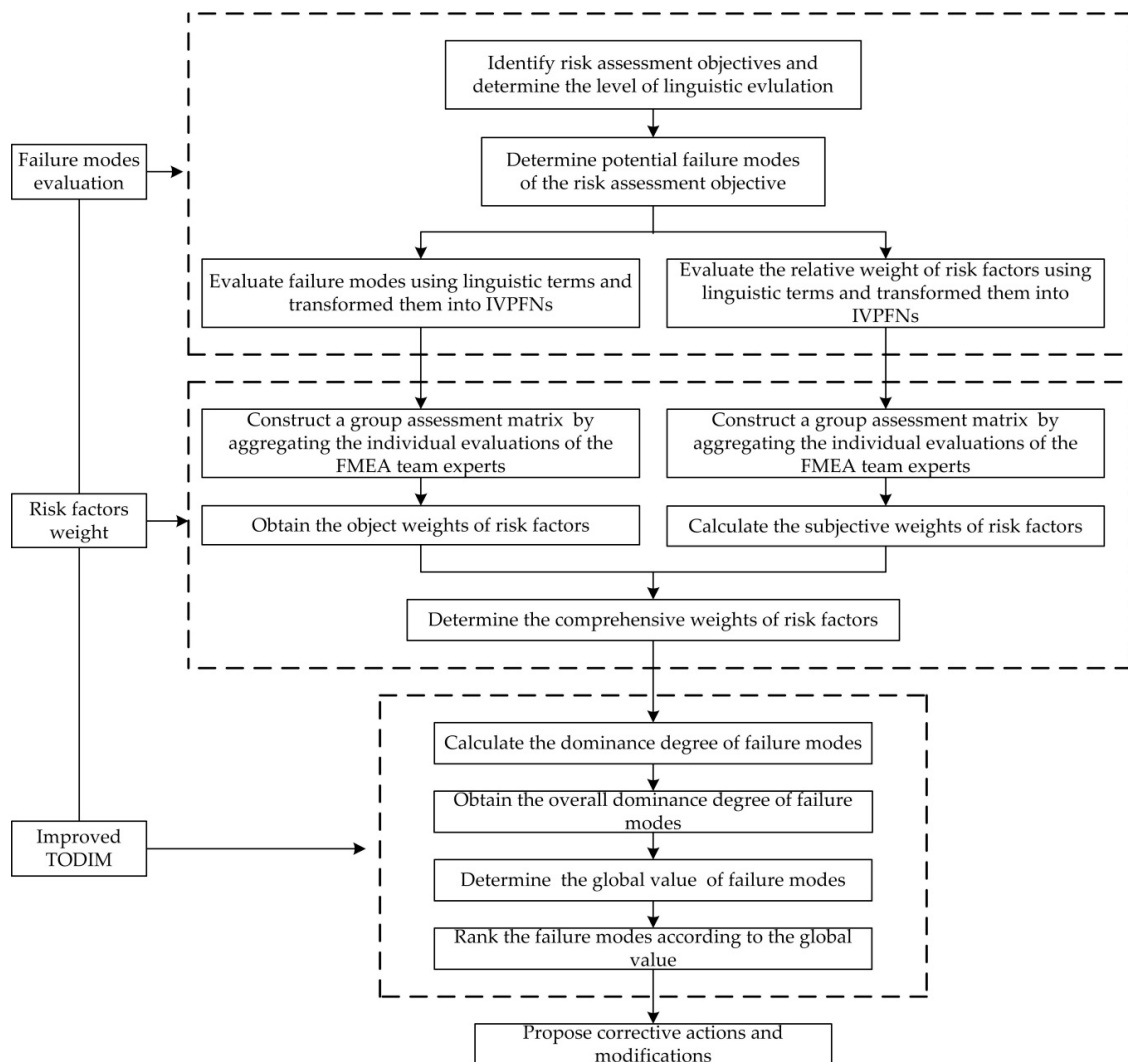 Identify risk assessment objectives and
determine the level of linguistic evlulation
Failure modes
evaluation
Determine potential failure modes
of the risk assessment objective
Evaluate failure modes using linguistic terms and
transformed them into IVPFNs
Evaluate the relative weight of risk factors using
linguistic terms and transformed them into
IVPFNs
Construct a group assessment matrix by
aggregating the individual evaluations of the
FMEA team experts
Construct a group assessment matrix by
aggregating the individual evaluations of the
FMEA team experts
Risk factors
weight
Obtain the object weights of risk factors
Calculate the subjective weights of risk factors
Determine the comprehensive weights of risk factors
Calculate the dominance degree of failure modes
Obtain the overall dominance degree of failure
modes
Improved
TODIM
Determine the global value of failure modes
Rank the failure modes according to the global
value
Propose corrective actions and
modifications